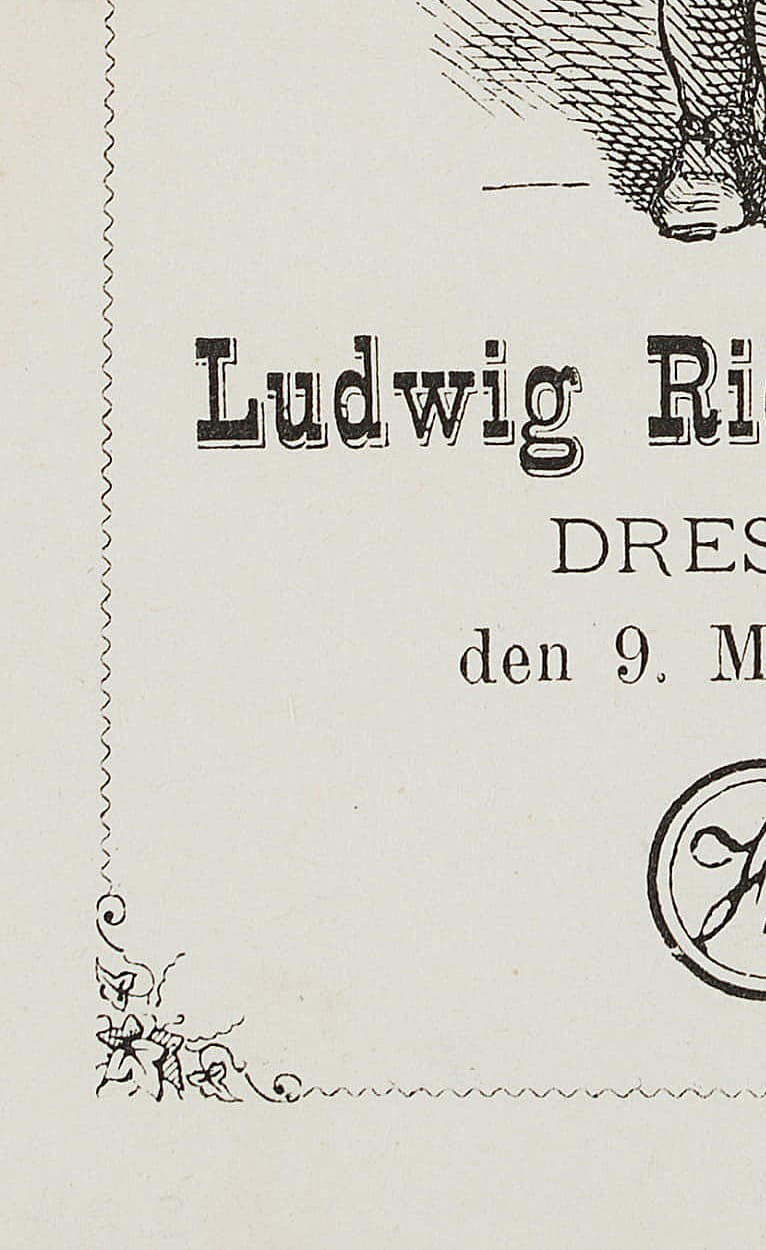 Ludwig Ri
DRES
den 9. M